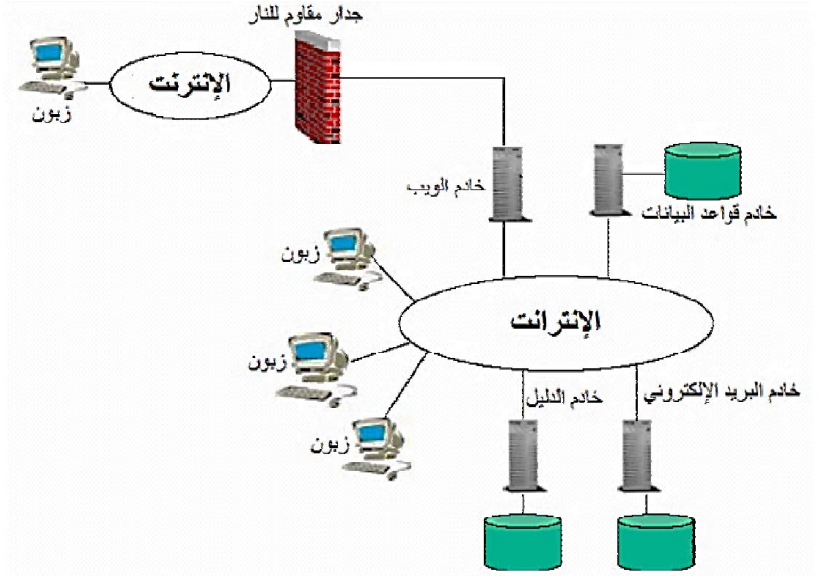 جدار مقاوم للنار
الإنترنت
زبون
خادم الويب
خادم قواعد البيانات
زبون
الإنترانت
زبون
خادم البريد الإلكتروني
خادم الدليل
زبون